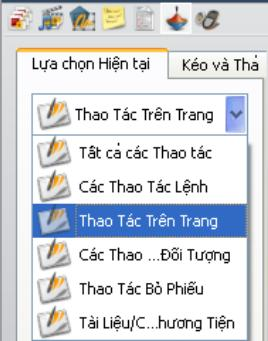 Lựa chọn Hiện tại Kéo và Thả
Thao Tác Trên Trang
Tất cả các Thao tác
Các Thao Tác Lệnh
Thao Tác Trên Trang
Các Thao ...Đối Tượng
Thao Tác Bỏ Phiếu
Tài Liệu/C...hương Tiện